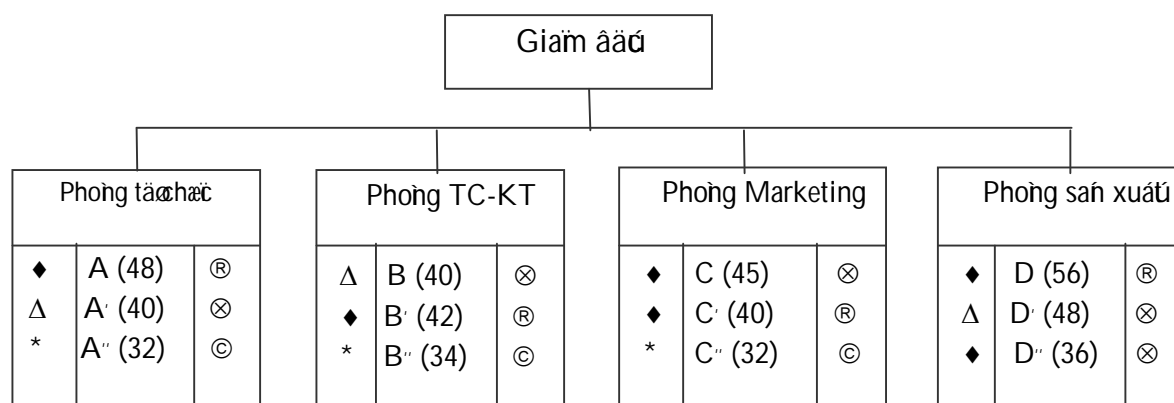 Giaïm âäúc
Phoìng täø chæïc
♦ A (48) ®
Δ A' (40) ⊗
* A'' (32) ©
Phoìng TC-KT
Δ B (40) ⊗
♦ B' (42) ®
* B'' (34) ©
Phoìng Marketing
♦ C (45) ⊗
♦ C' (40) ®
* C'' (32) ©
Phoìng saín xuáút
♦ D (56) ®
Δ D' (48) ⊗
♦ D'' (36) ⊗